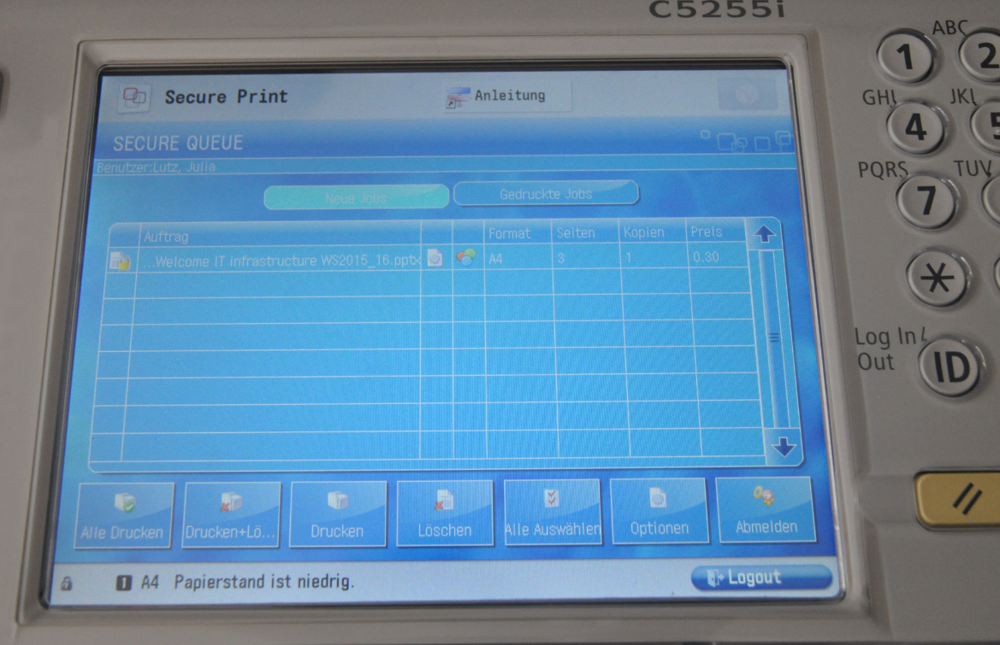 C5255i
Secure Print
Anleitung
SECURE QUEUE
Benutzer:Lutz, Julia
Neue Jobs
Gedruckte Jobs
Auftrag Format Seiten Kopien Preis
...Welcome IT infrastructure WS2015_16.pptx A4 3 1 0.30
Alle Drucken
Drucken+Lö...
Drucken
Löschen
Alle Auswählen
Optionen
Abmelden
1 A4 Papierstand ist niedrig.
Logout
ABC
1 2
GHI JKL
4 5
PQRS TUV
7
*
Log In/
Out
ID
//